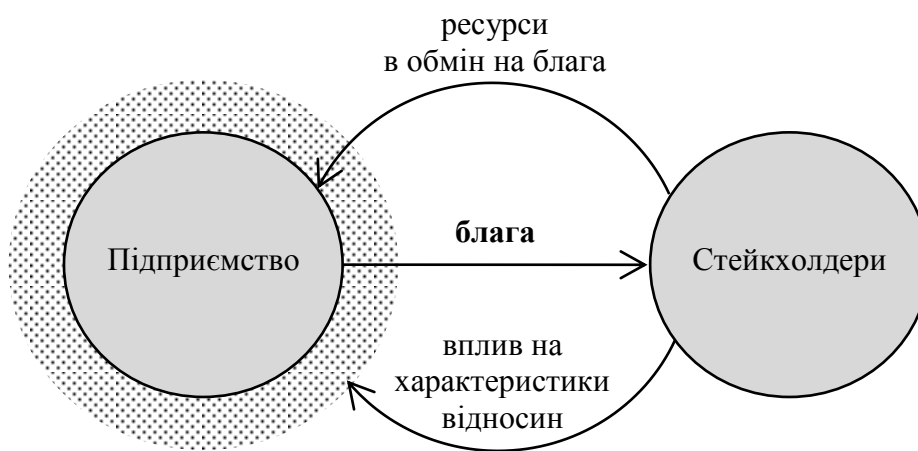 ресурси
в обмін на блага
блага
Підприємство
Стейкхолдери
вплив на
характеристики
відносин